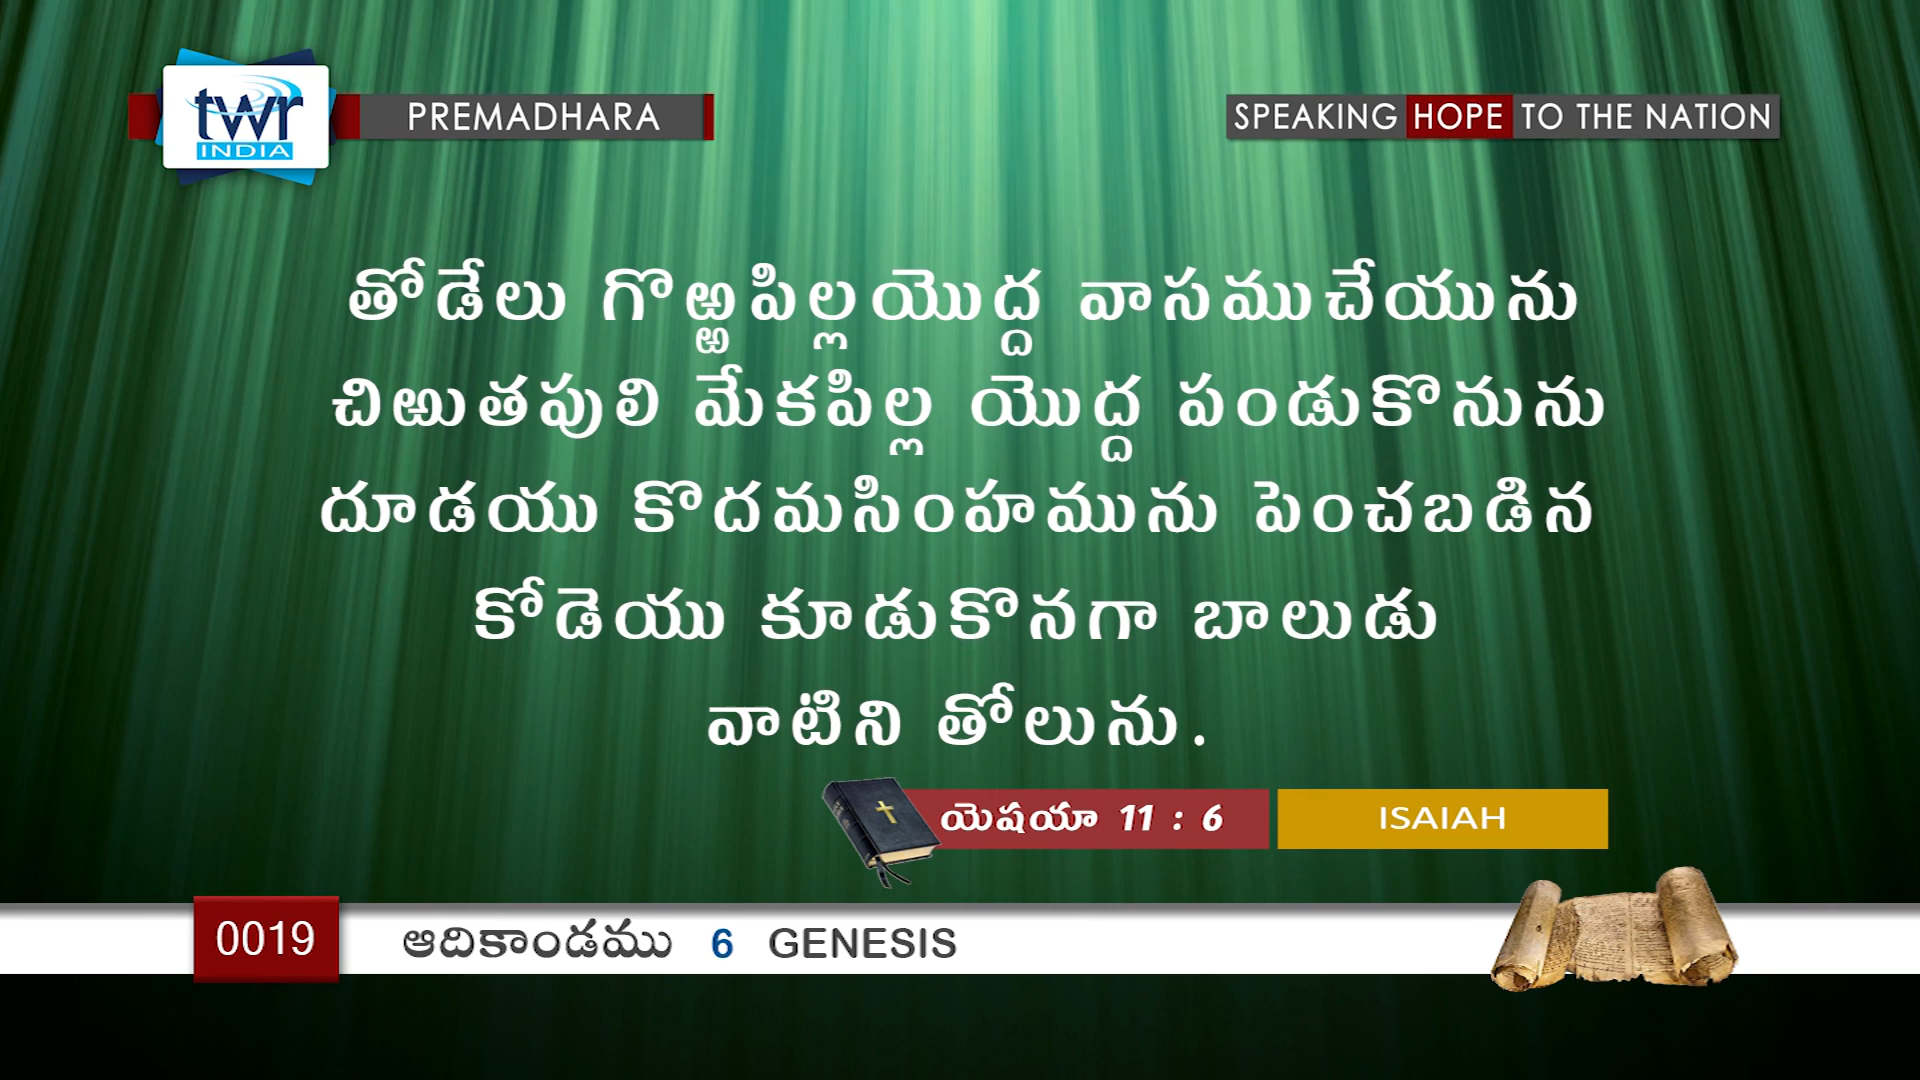 twr
INDIA
PREMADHARA
SPEAKING HOPE TO THE NATION
తోడేలు గొఱ్ఱపిల్లయొద్ద వాసముచేయును
చిఱుతపులి మేకపిల్ల యొద్ద పండుకొనును
దూడయు కొదమసింహమును పెంచబడిన
కోడెయు కూడుకొనగా బాలుడు
వాటిని తోలును.
యెషయా 11 : 6 ISAIAH
0019 ఆదికాండము 6 GENESIS